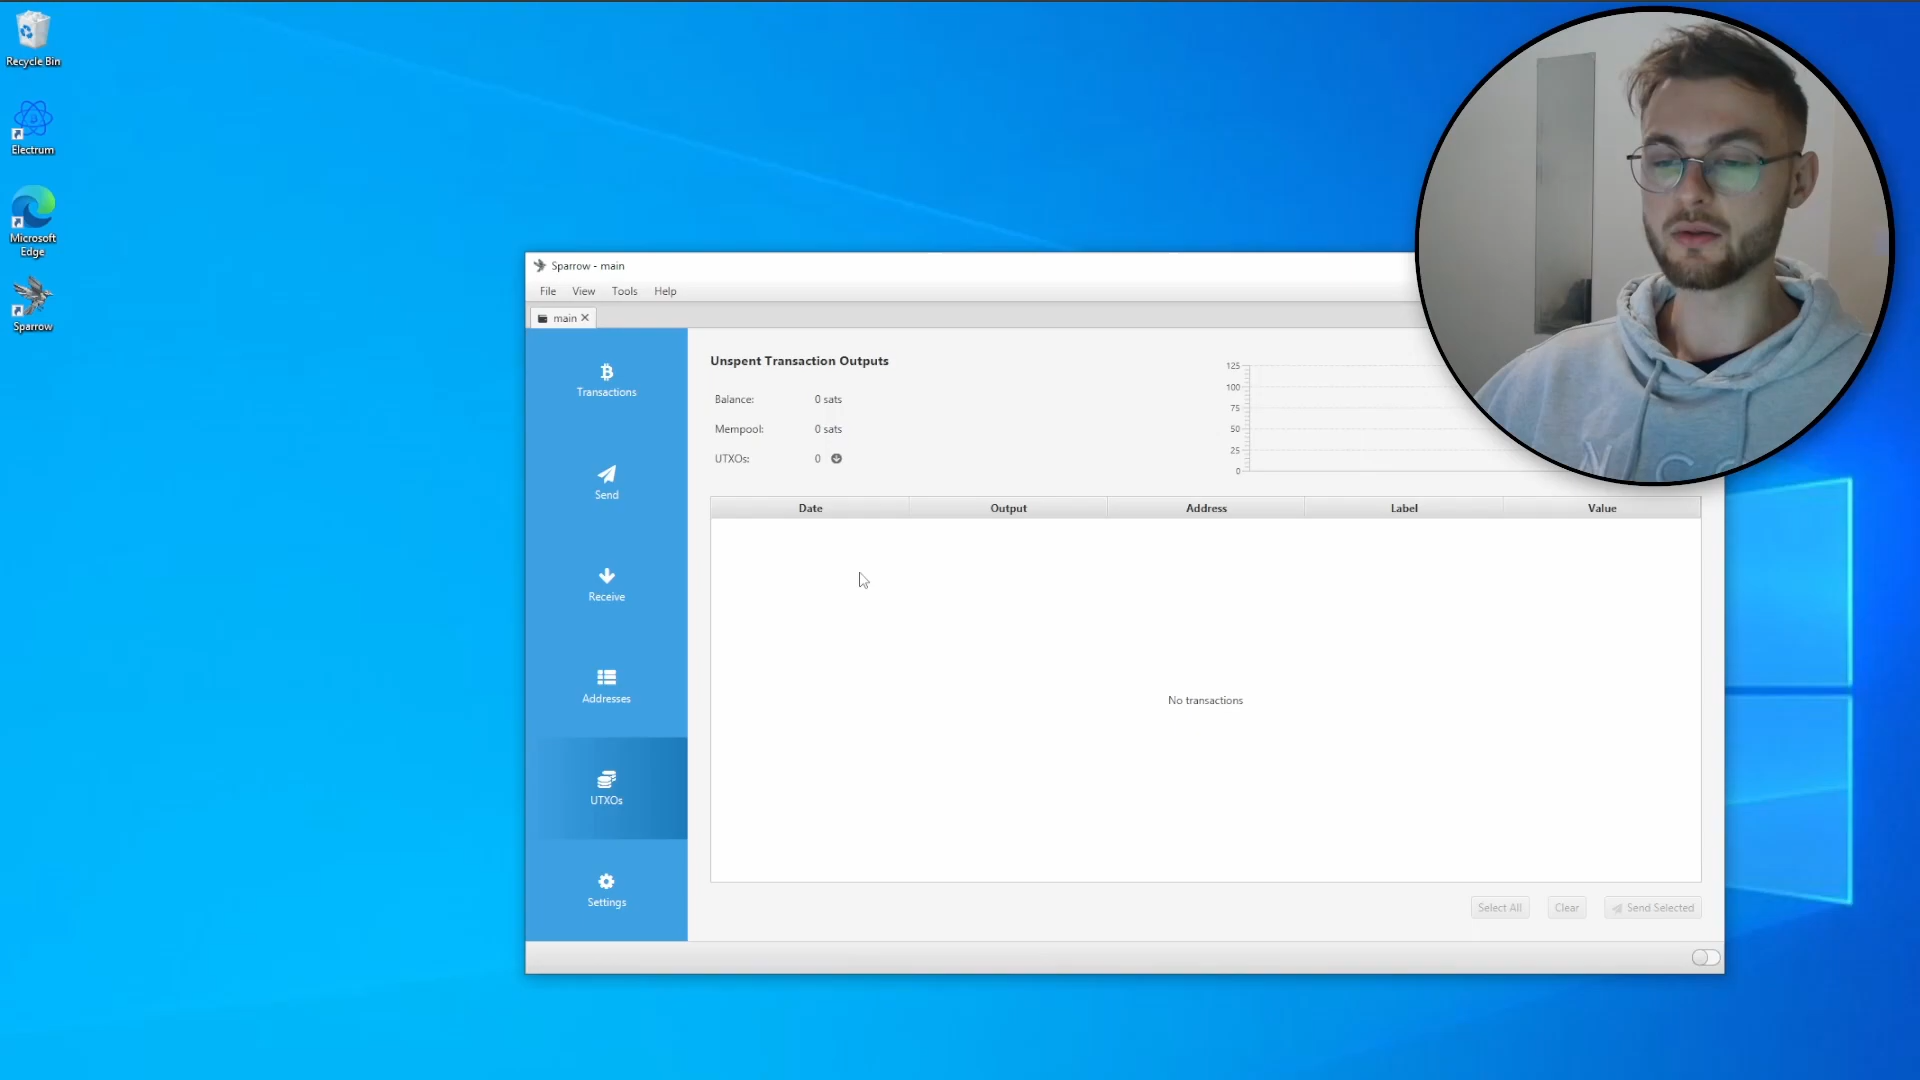 Recycle Bin
Electrum
Microsoft
Edge
Sparrow
Sparrow - main
File View Tools Help
main
Transactions
Send
Receive
Addresses
UTXOs
Settings
Unspent Transaction Outputs
Balance: 0 sats
Mempool: 0 sats
UTXOs: 0
125
100
75
50
25
0
Date Output Address Label Value
No transactions
Select All Clear Send Selected